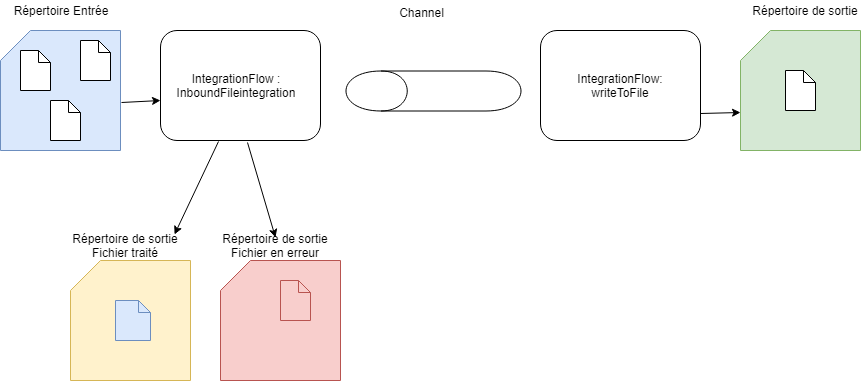 Répertoire Entrée
Channel
Répertoire de sortie
IntegrationFlow :
InboundFileintegration
IntegrationFlow:
writeToFile
Répertoire de sortie
Fichier traité
Répertoire de sortie
Fichier en erreur